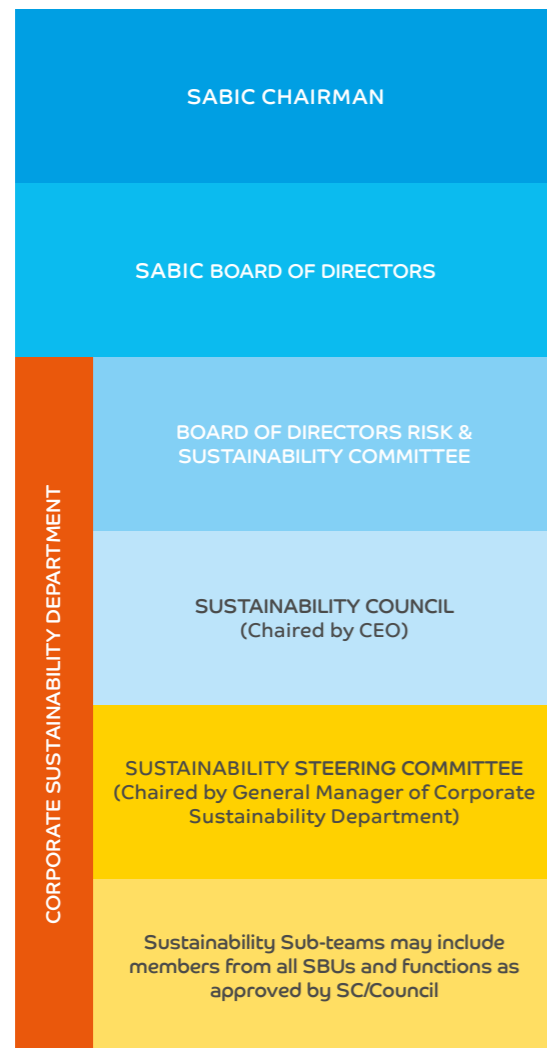 SABIC CHAIRMAN
SABIC BOARD OF DIRECTORS
CORPORATE SUSTAINABILITY DEPARTMENT
BOARD OF DIRECTORS RISK &
SUSTAINABILITY COMMITTEE
SUSTAINABILITY COUNCIL
(Chaired by CEO)
SUSTAINABILITY STEERING COMMITTEE
(Chaired by General Manager of Corporate
Sustainability Department)
Sustainability Sub-teams may include
members from all SBUs and functions as
approved by SC/Council